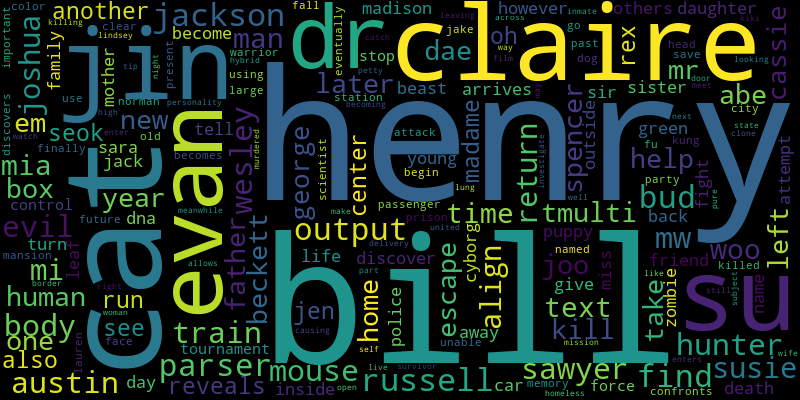 fall
another
jackson
dr
claire
madison
however
others
daughter
color
killing
clear
oh
go
jake
important
joshua
family
lindsey
become
man
eventually
stop
dae
past
catch
way
film
rex
head
save
looking
tiki
cassie
tip
might
present
warrior
using
large
later
beast
arrives
dog
mr
door
meet
abe
jin
mother
use
norman
personality
station
petty
becoming
sir
sister
city
state
clone
discovers
em
seok
new
high
enter
tell
henry
attack
madame
spencer
outside
green
kung
fu
next
attempt
watch
finally
old
becomes
murdered
george
scientist
center
young
begin
lung
return
investigate
help
party
pure
mia
sara
jack
evan
wesley
passenger
well
bud
back
fight
box
year
cat
father
prison
time
tmulti
control
dna
meanwhile
make
output
united
named
mw
left
evil
future
beckett
life
discover
delivery
cyborg
align
puppy
miss
friend
killed
woo
turn
leaf
allows
part
escape
joo
like
su
name
still
mansion
mi
border
right
home
bill
give
take
zombie
subject
human
run
jen
police
text
body
see
woman
face
train
causing
away
unable
kill
one
lauren
tournament
self
mission
hunter
wife
also
parser
mouse
live
survivor
sawyer
find
enters
susie
austin
day
reveals
inside
open
russell
car
memory
homeless
force
confronts
death
inmate
across
leaving
hybrid